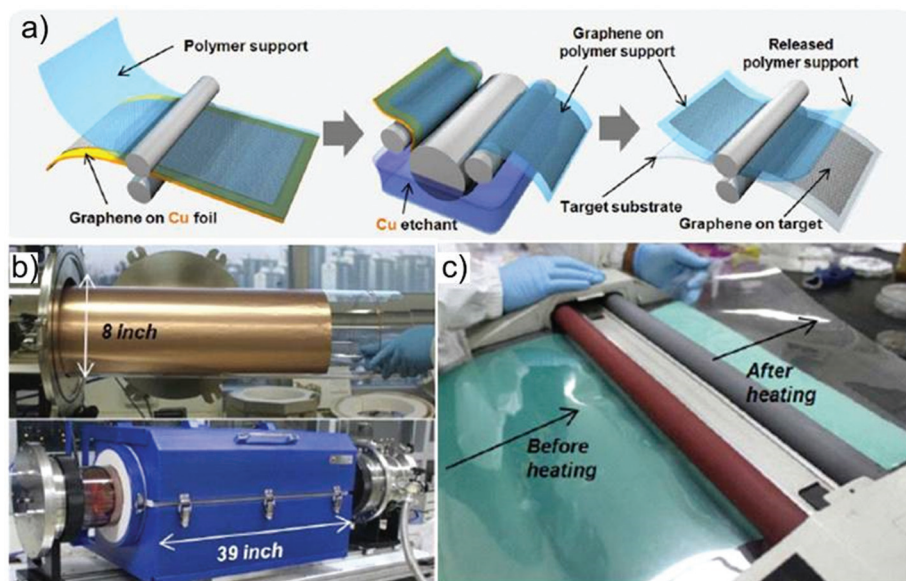 a)
Polymer support
Graphene on Cu foil
Graphene on
polymer support
Cu etchant
Released
polymer support
Target substrate
Graphene on target
b)
8 inch
39 inch
c)
Before
heating
After
heating